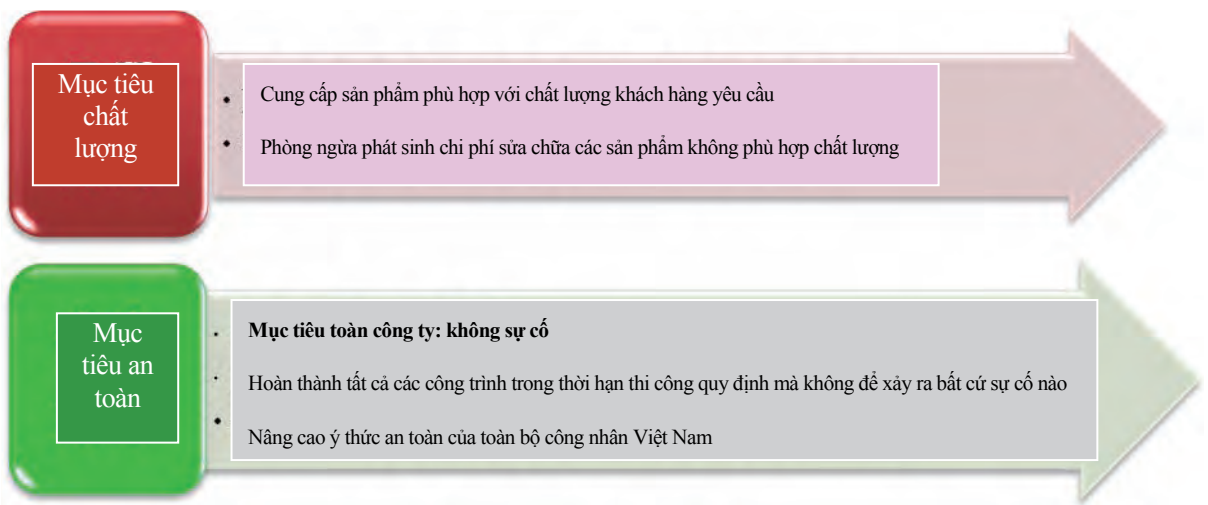 Mục tiêu
chất
lượng
Cung cấp sản phẩm phù hợp với chất lượng khách hàng yêu cầu
Phòng ngừa phát sinh chi phí sửa chữa các sản phẩm không phù hợp chất lượng
Mục
tiêu an
toàn
Mục tiêu toàn công ty: không sự cố
Hoàn thành tất cả các công trình trong thời hạn thi công quy định mà không để xảy ra bất cứ sự cố nào
Nâng cao ý thức an toàn của toàn bộ công nhân Việt Nam